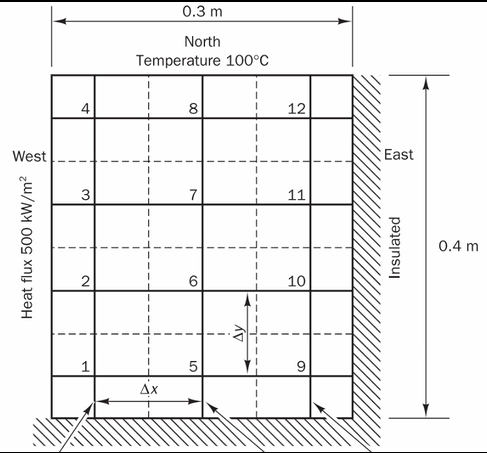 0.3 m
North
Temperature 100°C
4 8 12
West
East
Heat flux 500 kW/m²
3 7 11
Insulated
0.4 m
2 6 10
Δy
1 5 9
Δx